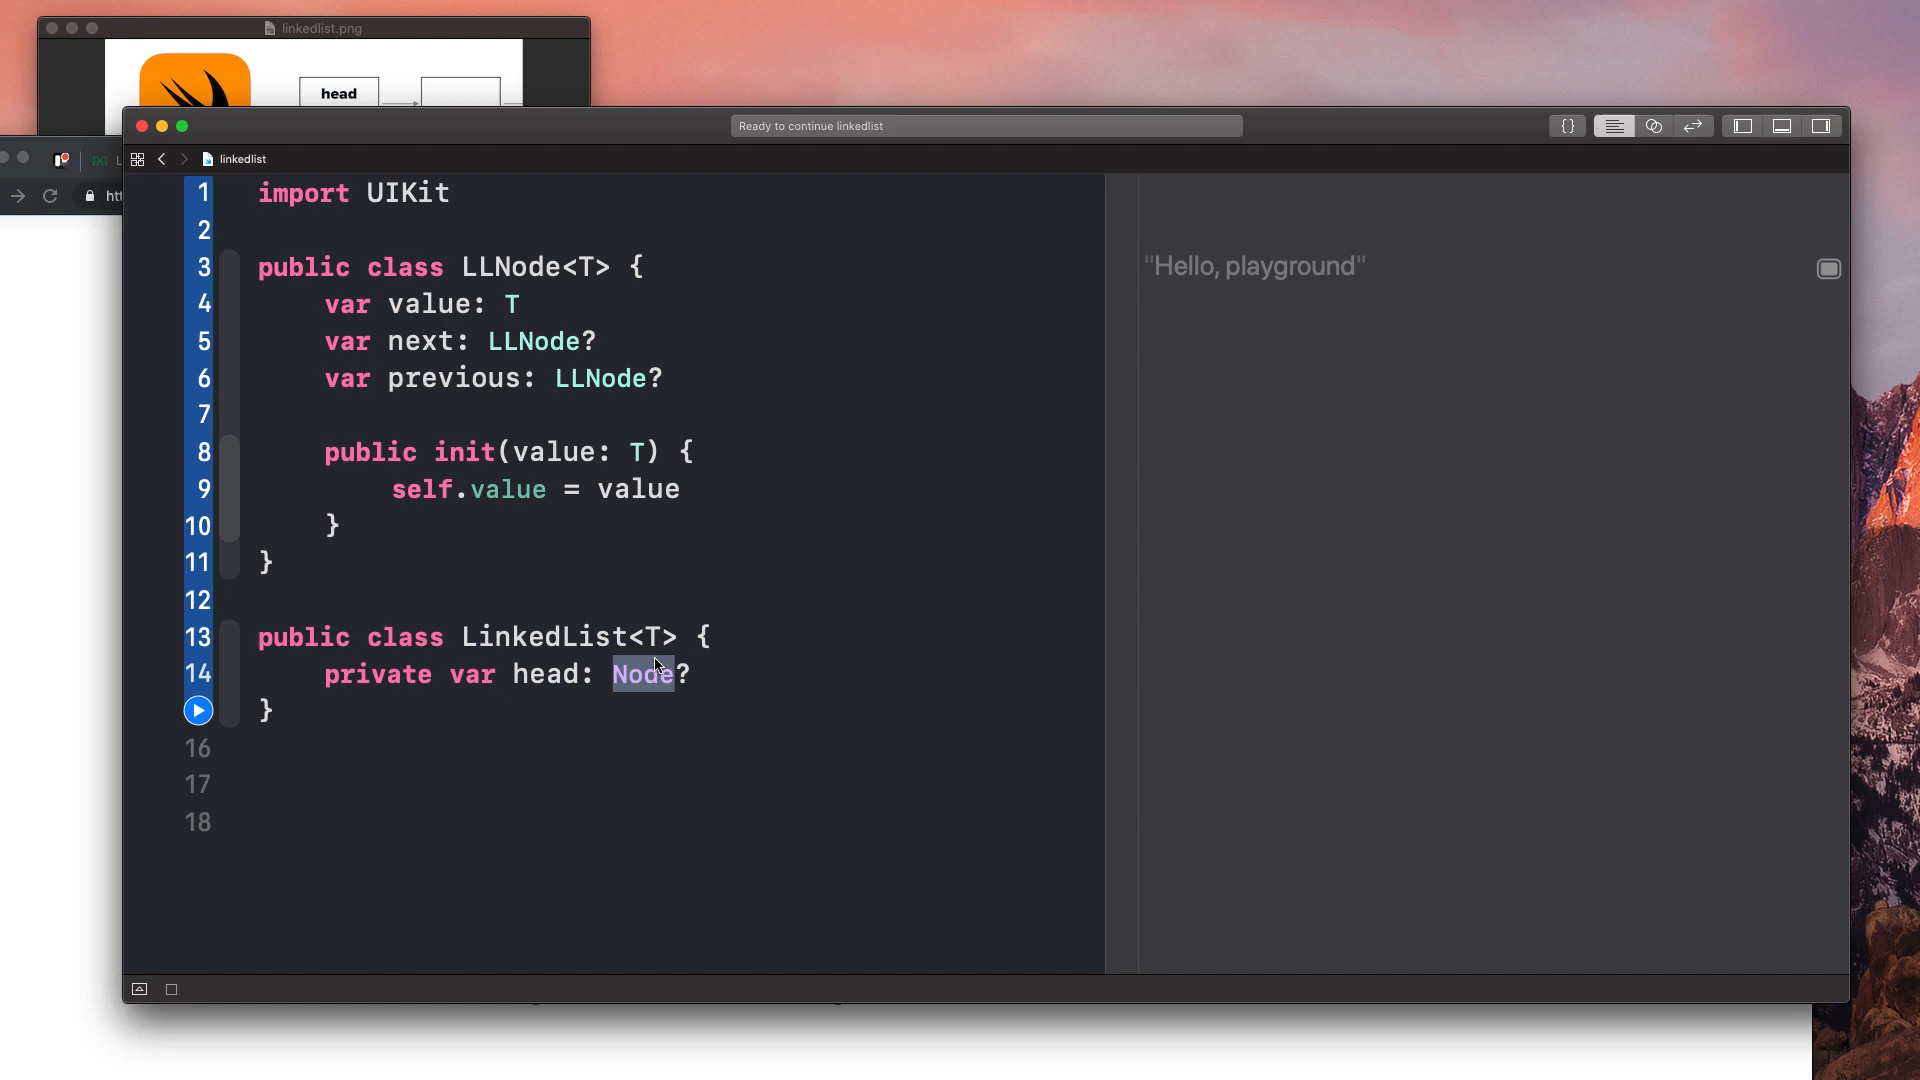 linkedlist.png
head
Ready to continue linkedlist
{}
linkedlist
L
htt
1 import UIKit
2
3 public class LLNode<T> {
"Hello, playground"
4 var value: T
5 var next: LLNode?
6 var previous: LLNode?
7
8 public init(value: T) {
9 self.value = value
10 }
11 }
12
13 public class LinkedList<T> {
14 private var head: Node?
}
16
17
18